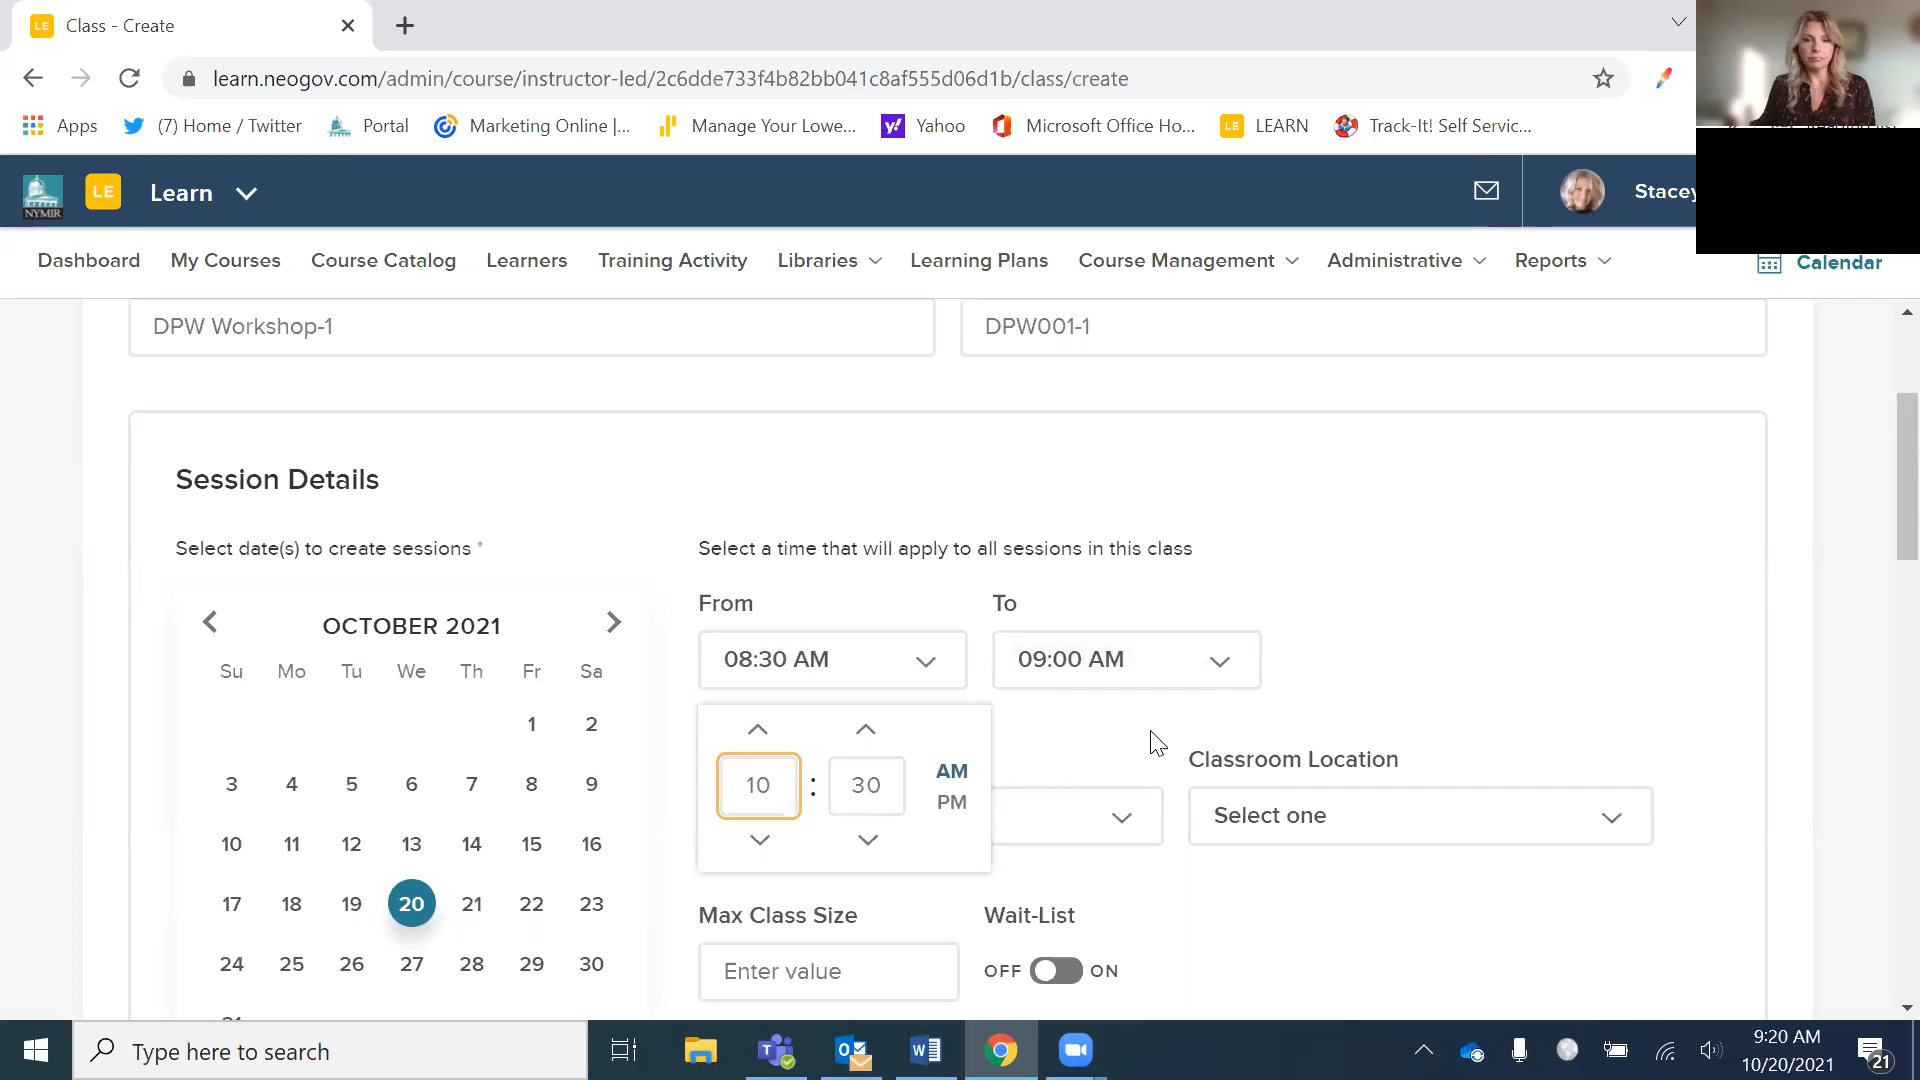 LE Class - Create
learn.neogov.com/admin/course/instructor-led/2c6dde733f4b82bb041c8af555d06d1b/class/create
Apps (7) Home / Twitter Portal Marketing Online |... Manage Your Lowe... Yahoo Microsoft Office Ho... LE LEARN Track-It! Self Servic...
NYMIR LE Learn Stacey
Dashboard My Courses Course Catalog Learners Training Activity Libraries Learning Plans Course Management Administrative Reports Calendar
DPW Workshop-1 DPW001-1
Session Details
Select date(s) to create sessions * Select a time that will apply to all sessions in this class
From To
OCTOBER 2021
08:30 AM 09:00 AM
Su Mo Tu We Th Fr Sa
1 2
3 4 5 6 7 8 9
10 : 30 AM
PM
Classroom Location
Select one
10 11 12 13 14 15 16
17 18 19 20 21 22 23
Max Class Size Wait-List
24 25 26 27 28 29 30
Enter value OFF ON
Type here to search
9:20 AM
10/20/2021
21